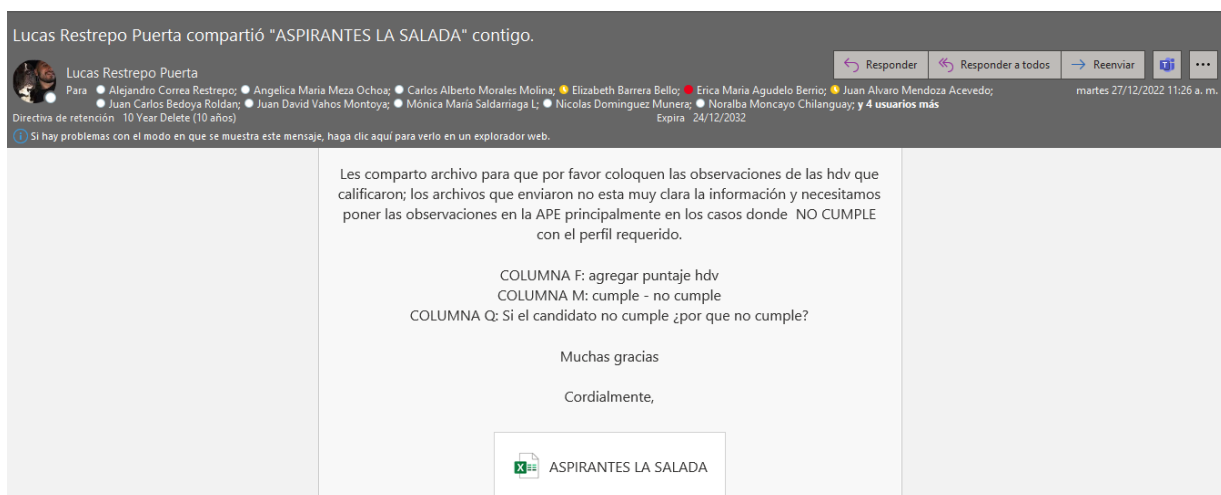 Lucas Restrepo Puerta compartió "ASPIRANTES LA SALADA" contigo.
Lucas Restrepo Puerta
Responder
Responder a todos
Reenviar
Para Alejandro Correa Restrepo; Angelica Maria Meza Ochoa; Carlos Alberto Morales Molina; Elizabeth Barrera Bello; Erica Maria Agudelo Berrio; Juan Alvaro Mendoza Acevedo;
martes 27/12/2022 11:26 a. m.
Juan Carlos Bedoya Roldan; Juan David Vahos Montoya; Mónica María Saldarriaga L; Nicolas Dominguez Munera; Noralba Moncayo Chilanguay; y 4 usuarios más
Directiva de retención 10 Year Delete (10 años)
Expira 24/12/2032
Si hay problemas con el modo en que se muestra este mensaje, haga clic aquí para verlo en un explorador web.
Les comparto archivo para que por favor coloquen las observaciones de las hdv que
calificaron; los archivos que enviaron no esta muy clara la información y necesitamos
poner las observaciones en la APE principalmente en los casos donde NO CUMPLE
con el perfil requerido.
COLUMNA F: agregar puntaje hdv
COLUMNA M: cumple - no cumple
COLUMNA Q: Si el candidato no cumple ¿por que no cumple?
Muchas gracias
Cordialmente,
ASPIRANTES LA SALADA